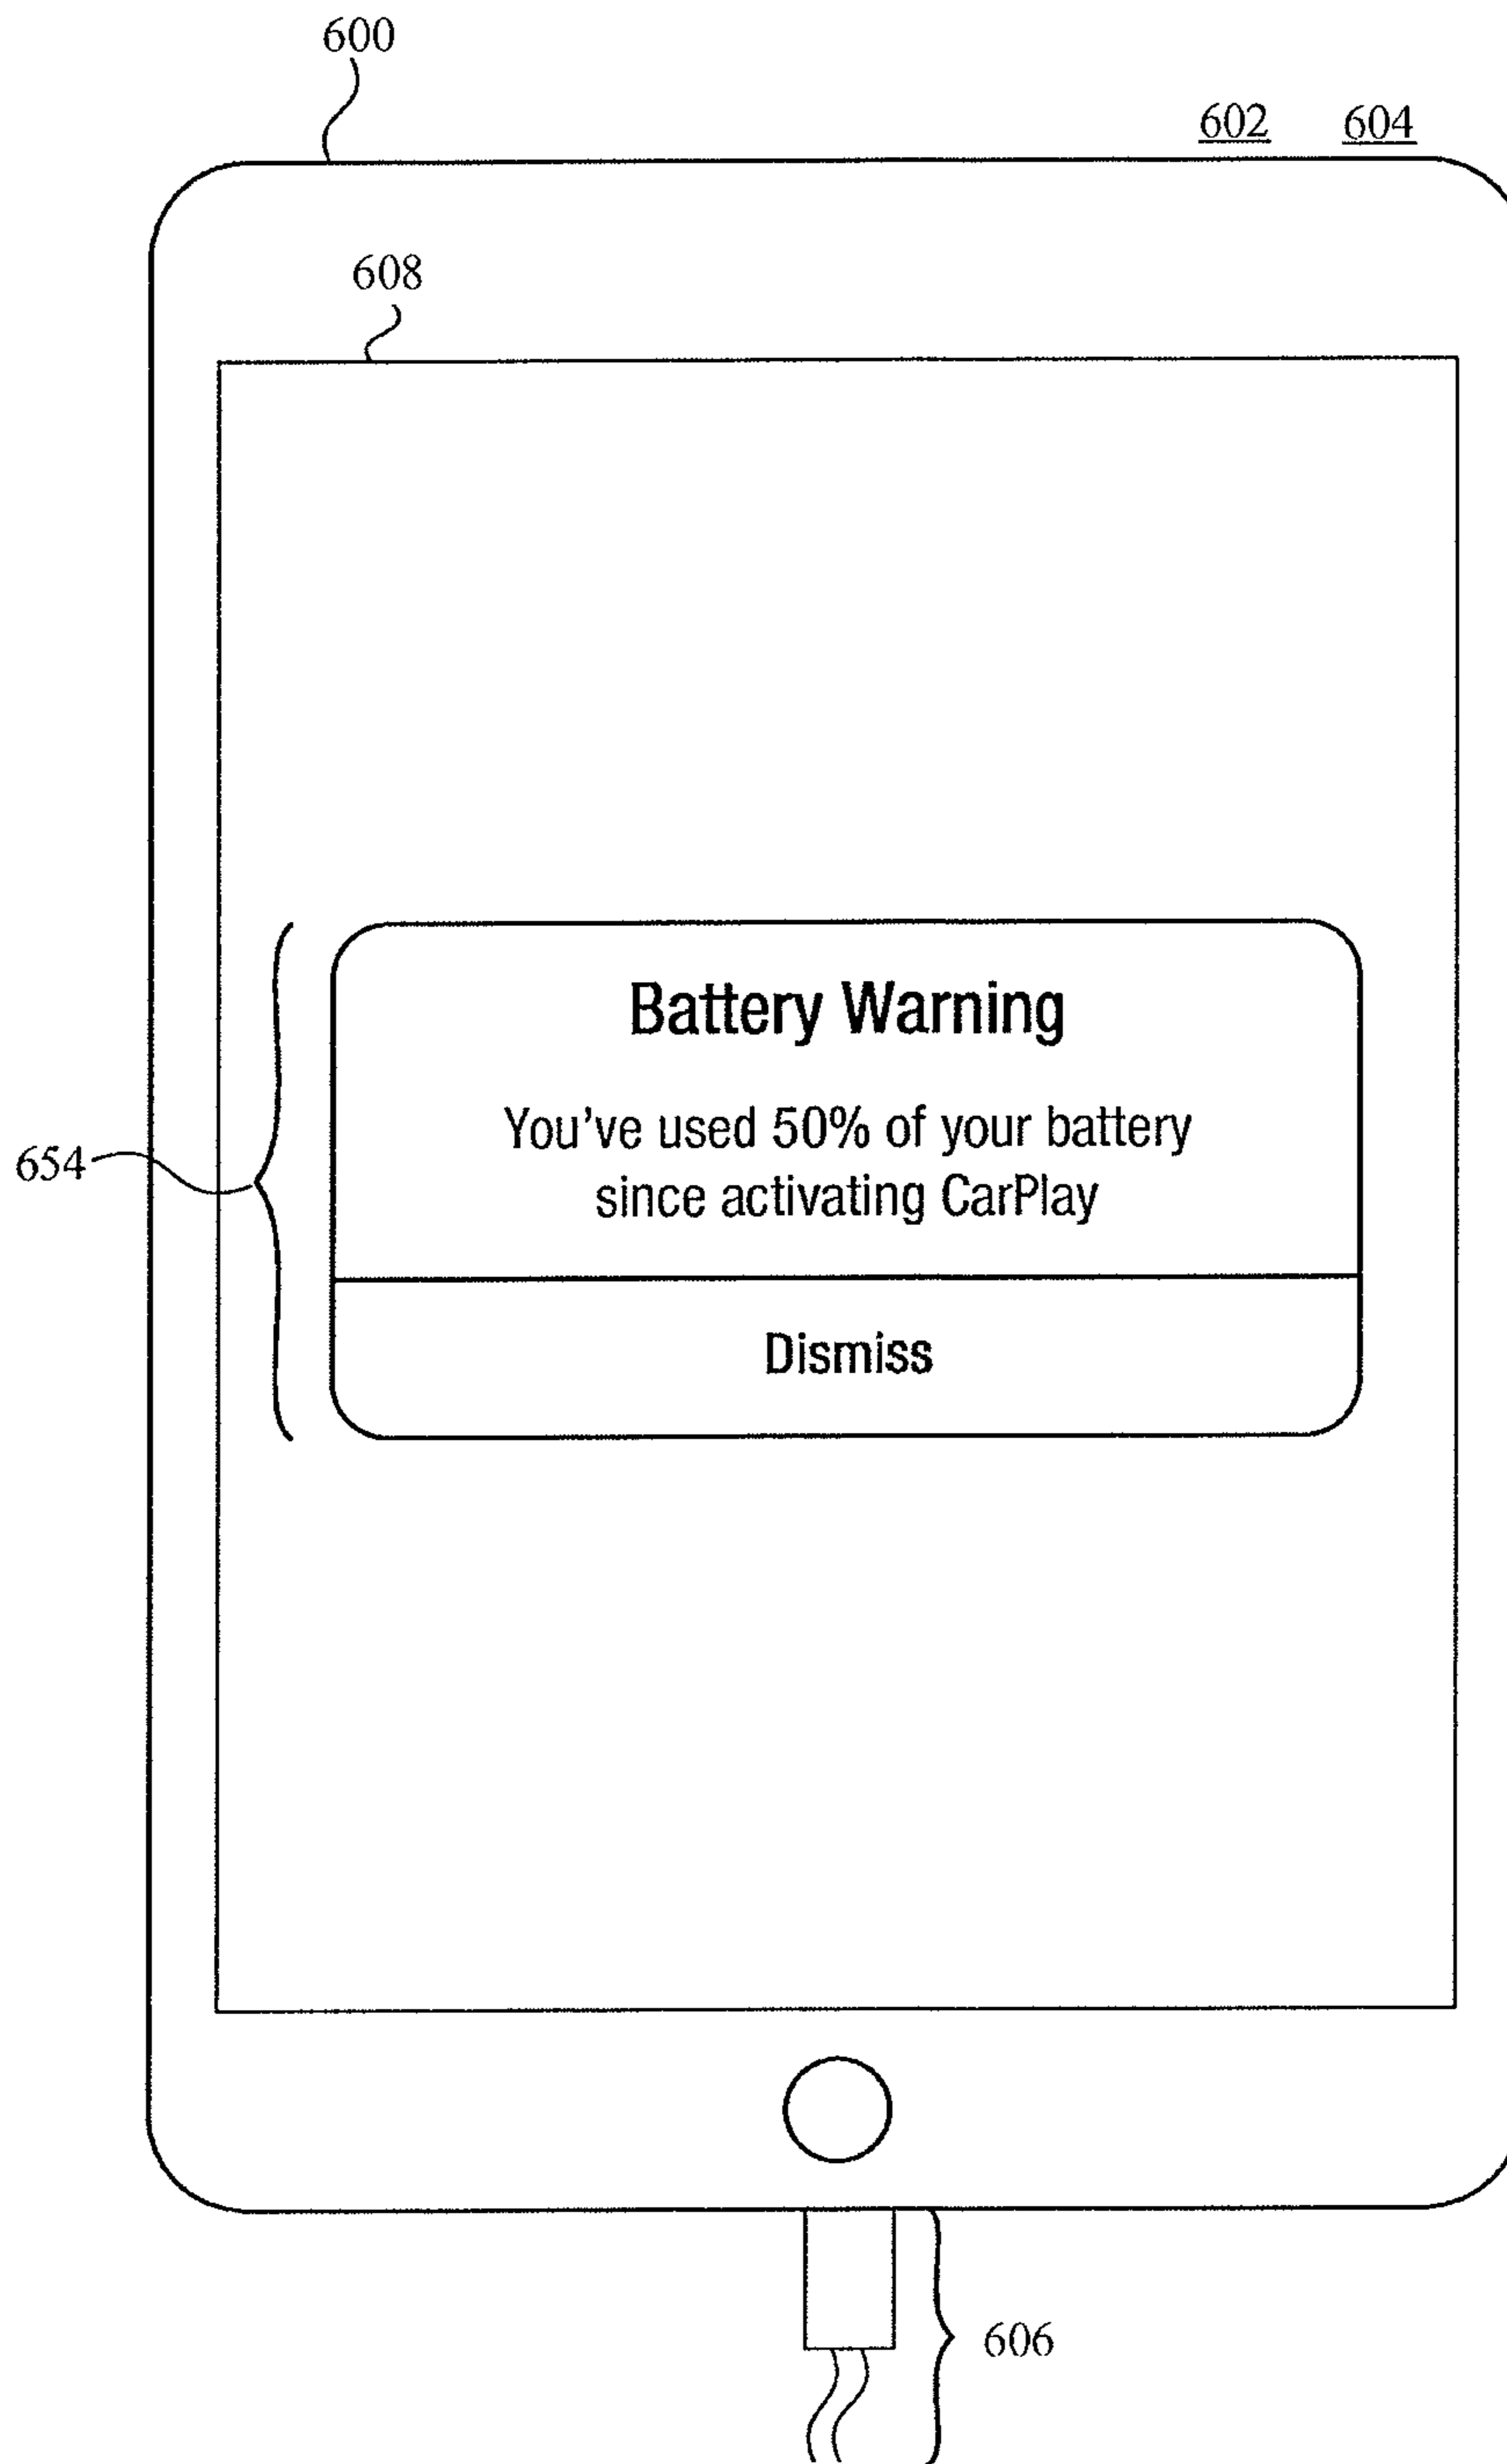 600
602 604
608
Battery Warning
You've used 50% of your battery
since activating CarPlay
654
Dismiss
606